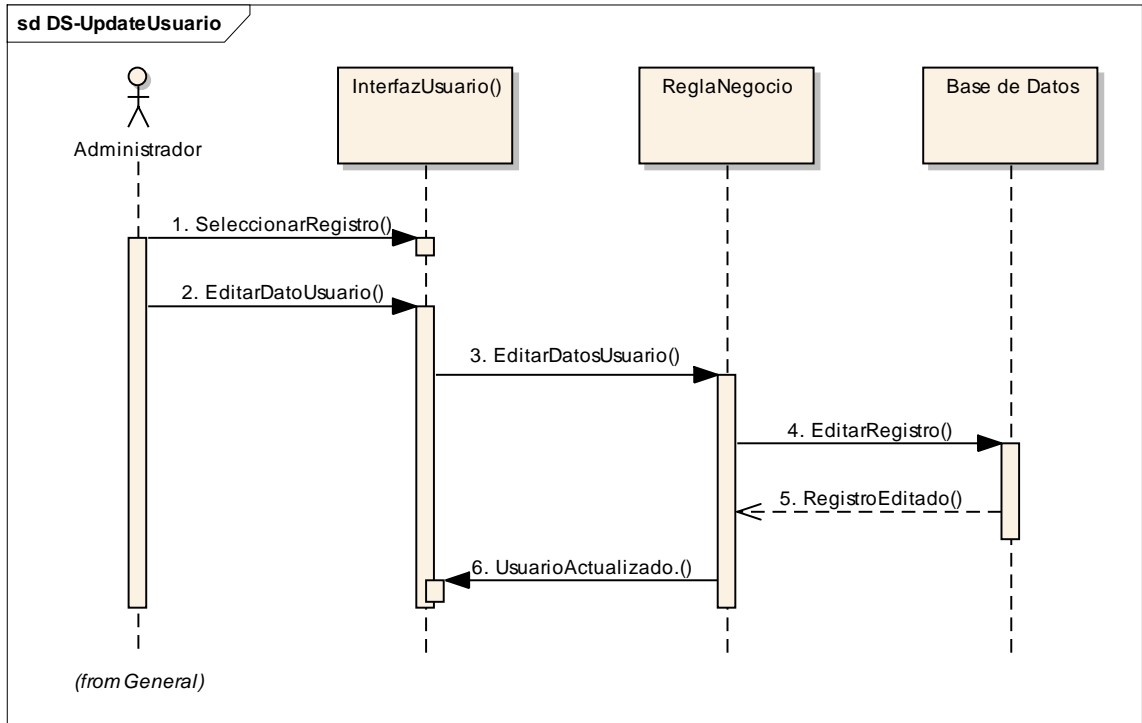 sd DS-UpdateUsuario
Administrador
InterfazUsuario()
ReglaNegocio
Base de Datos
1. SeleccionarRegistro()
2. EditarDatoUsuario()
3. EditarDatosUsuario()
4. EditarRegistro()
5. RegistroEditado()
6. UsuarioActualizado.()
(from General)